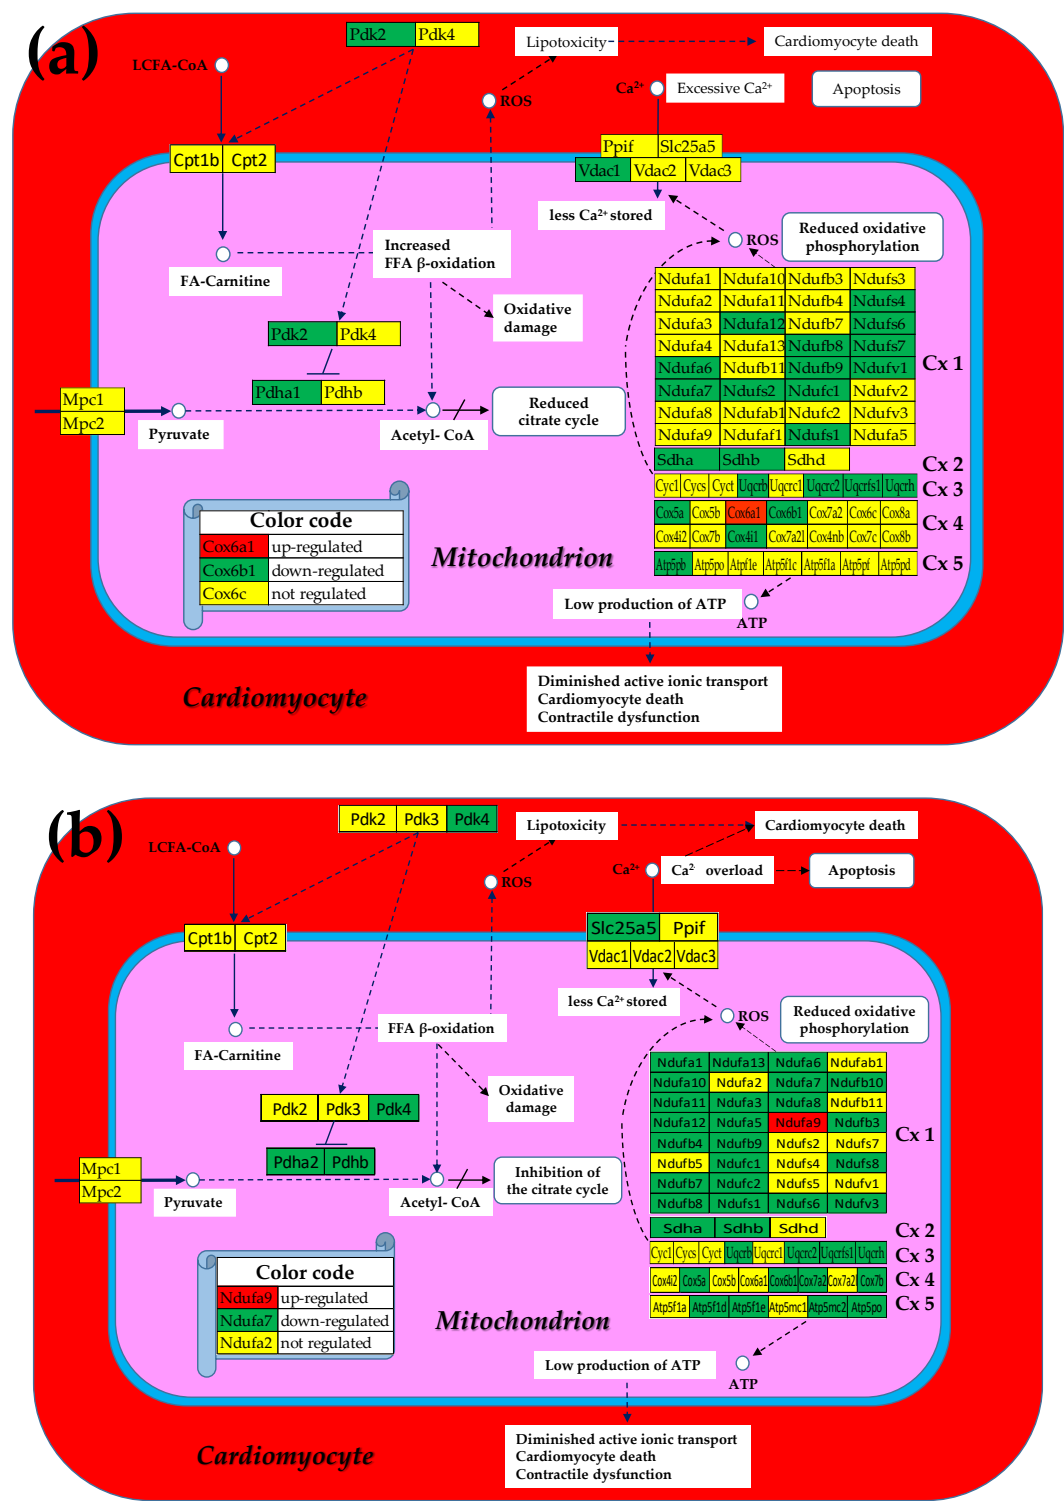 (a)
Pdk2 Pdk4
Lipotoxicity
Cardiomyocyte death
LCFA-CoA
ROS
Ca²⁺
Excessive Ca²⁺
Apoptosis
Cpt1b Cpt2
Ppif Slc25a5
Vdac1 Vdac2 Vdac3
less Ca²⁺ stored
ROS
Reduced oxidative
phosphorylation
Increased
FFA β-oxidation
FA-Carnitine
Oxidative
damage
Pdk2 Pdk4
Pdha1 Pdhb
Mpc1
Mpc2
Pyruvate
Acetyl- CoA
Reduced
citrate cycle
Ndufa1 Ndufa10 Ndufb3 Ndufs3
Ndufa2 Ndufa11 Ndufb4 Ndufs4
Ndufa3 Ndufa12 Ndufb7 Ndufs6
Ndufa4 Ndufa13 Ndufb8 Ndufs7
Ndufa6 Ndufb11 Ndufb9 Ndufv1
Ndufa7 Ndufs2 Ndufc1 Ndufv2
Ndufa8 Ndufab1 Ndufc2 Ndufv3
Ndufa9 Ndufaf1 Ndufs1 Ndufa5
Cx 1
Sdha Sdhb Sdhd
Cx 2
Cyc1 Cycs Cyct Uqcrb Uqcrc1 Uqcrc2 Uqcrfs1 Uqcrh
Cx 3
Cox5a Cox5b Cox6a1 Cox6b1 Cox7a2 Cox6c Cox8a
Cox4i2 Cox7b Cox4i1 Cox7a2l Cox4nb Cox7c Cox8b
Cx 4
Atp5pb Atp5po Atpf1e Atp5f1c Atp5f1a Atp5pf Atp5pd
Cx 5
Color code
Cox6a1 up-regulated
Cox6b1 down-regulated
Cox6c not regulated
Mitochondrion
Low production of ATP
ATP
Cardiomyocyte
Diminished active ionic transport
Cardiomyocyte death
Contractile dysfunction
(b)
Pdk2 Pdk3 Pdk4
Lipotoxicity
Cardiomyocyte death
LCFA-CoA
ROS
Ca²⁺
Ca² overload
Apoptosis
Cpt1b Cpt2
Slc25a5 Ppif
Vdac1 Vdac2 Vdac3
less Ca²⁺ stored
ROS
Reduced oxidative
phosphorylation
FFA β-oxidation
FA-Carnitine
Oxidative
damage
Pdk2 Pdk3 Pdk4
Pdha2 Pdhb
Mpc1
Mpc2
Pyruvate
Acetyl- CoA
Inhibition of
the citrate cycle
Ndufa1 Ndufa13 Ndufa6 Ndufab1
Ndufa10 Ndufa2 Ndufa7 Ndufb10
Ndufa11 Ndufa3 Ndufa8 Ndufb11
Ndufa12 Ndufa5 Ndufa9 Ndufb3
Ndufb4 Ndufb9 Ndufs2 Ndufs7
Ndufb5 Ndufc1 Ndufs4 Ndufs8
Ndufb7 Ndufc2 Ndufs5 Ndufv1
Ndufb8 Ndufs1 Ndufs6 Ndufv3
Cx 1
Sdha Sdhb Sdhd
Cx 2
Cyc1 Cycs Cyct Uqcrb Uqcrc1 Uqcrc2 Uqcrfs1 Uqcrh
Cx 3
Cox4i2 Cox5a Cox5b Cox6a1 Cox6b1 Cox7a2 Cox7a2l Cox7b
Cx 4
Atp5f1a Atp5f1d Atp5f1e Atp5mc1 Atp5mc2 Atp5po
Cx 5
Color code
Ndufa9 up-regulated
Ndufa7 down-regulated
Ndufa2 not regulated
Mitochondrion
Low production of ATP
ATP
Cardiomyocyte
Diminished active ionic transport
Cardiomyocyte death
Contractile dysfunction